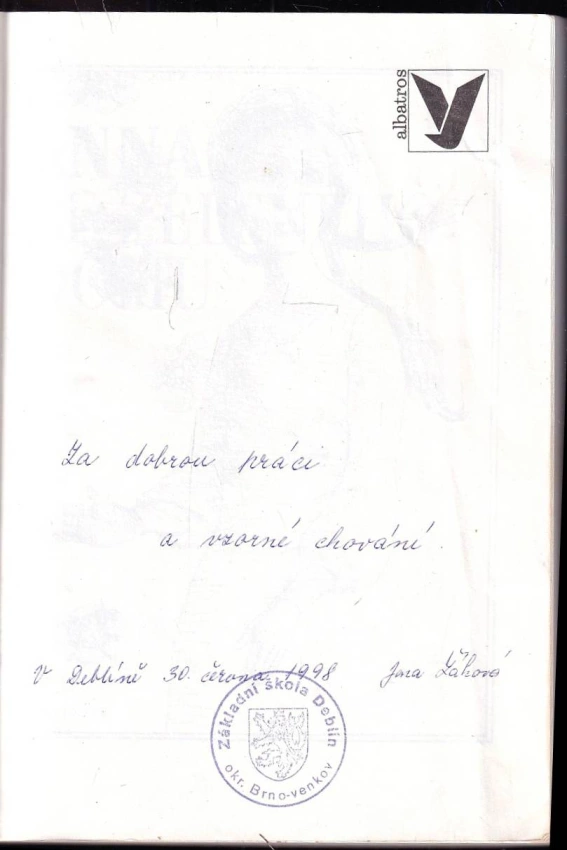 albatros
Za dobrou práci
a vzorné chování.
V Deblíně 30. června 1998
Základní škola Deblín
okr. Brno-venkov